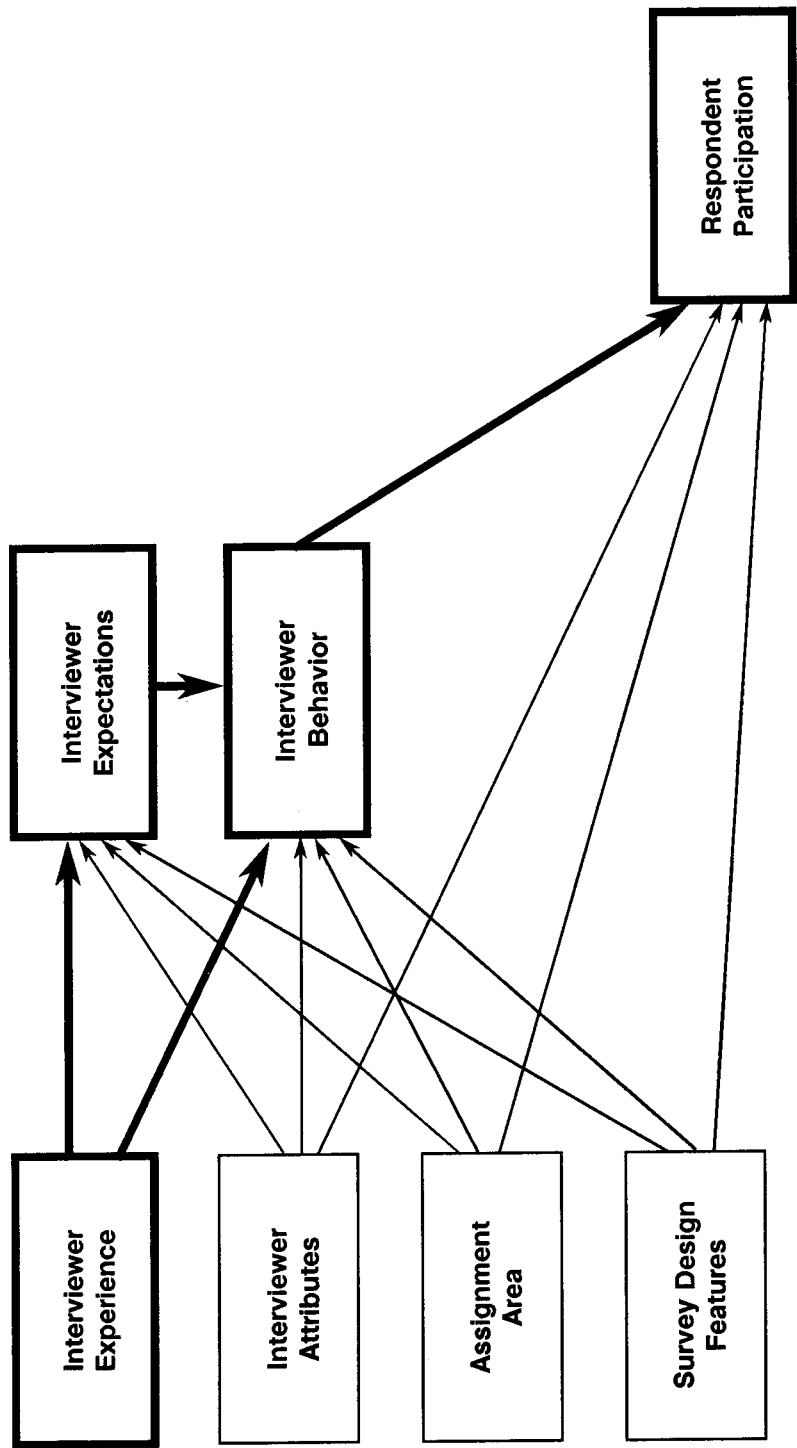 Interviewer
Experience
Interviewer
Attributes
Assignment
Area
Survey Design
Features
Interviewer
Expectations
Interviewer
Behavior
Respondent
Participation